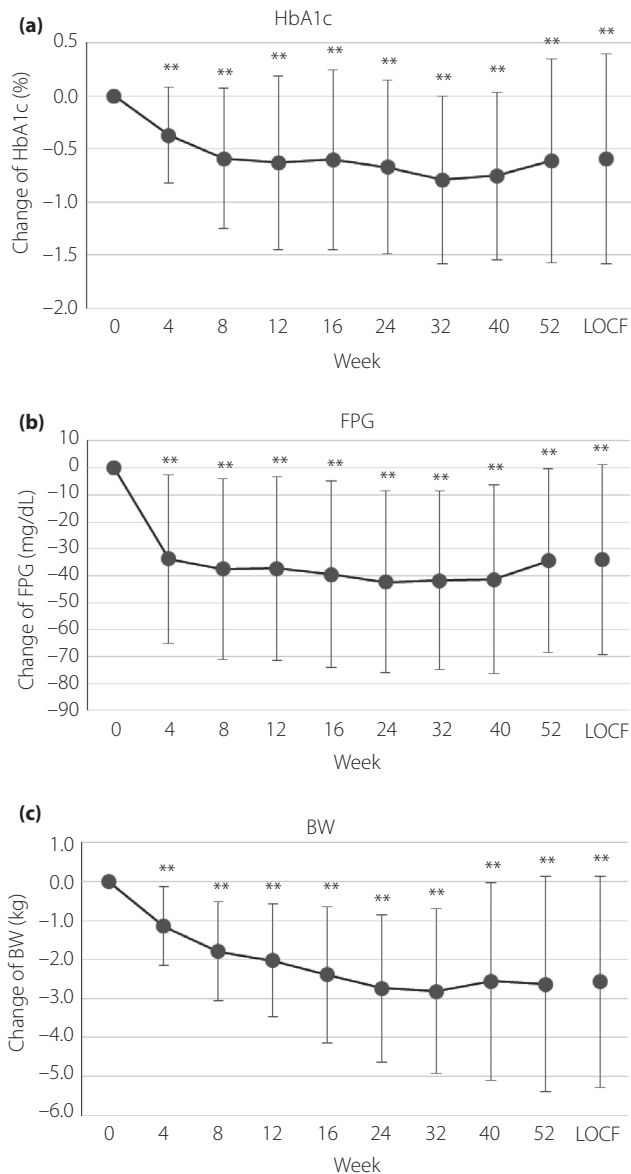 (a)
HbA1c
Change of HbA1c (%)
0.5
0.0
−0.5
−1.0
−1.5
−2.0
** ** ** ** ** ** ** ** **
0 4 8 12 16 24 32 40 52 LOCF
Week
(b)
FPG
Change of FPG (mg/dL)
10
0
−10
−20
−30
−40
−50
−60
−70
−80
−90
** ** ** ** ** ** ** ** **
0 4 8 12 16 24 32 40 52 LOCF
Week
(c)
BW
Change of BW (kg)
1.0
0.0
−1.0
−2.0
−3.0
−4.0
−5.0
−6.0
** ** ** ** ** ** ** ** **
0 4 8 12 16 24 32 40 52 LOCF
Week